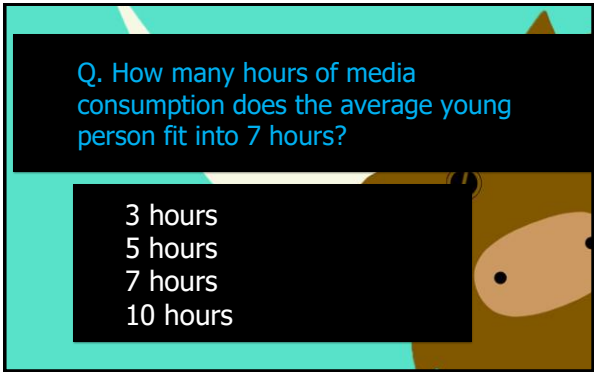 Q. How many hours of media
consumption does the average young
person fit into 7 hours?
3 hours
5 hours
7 hours
10 hours